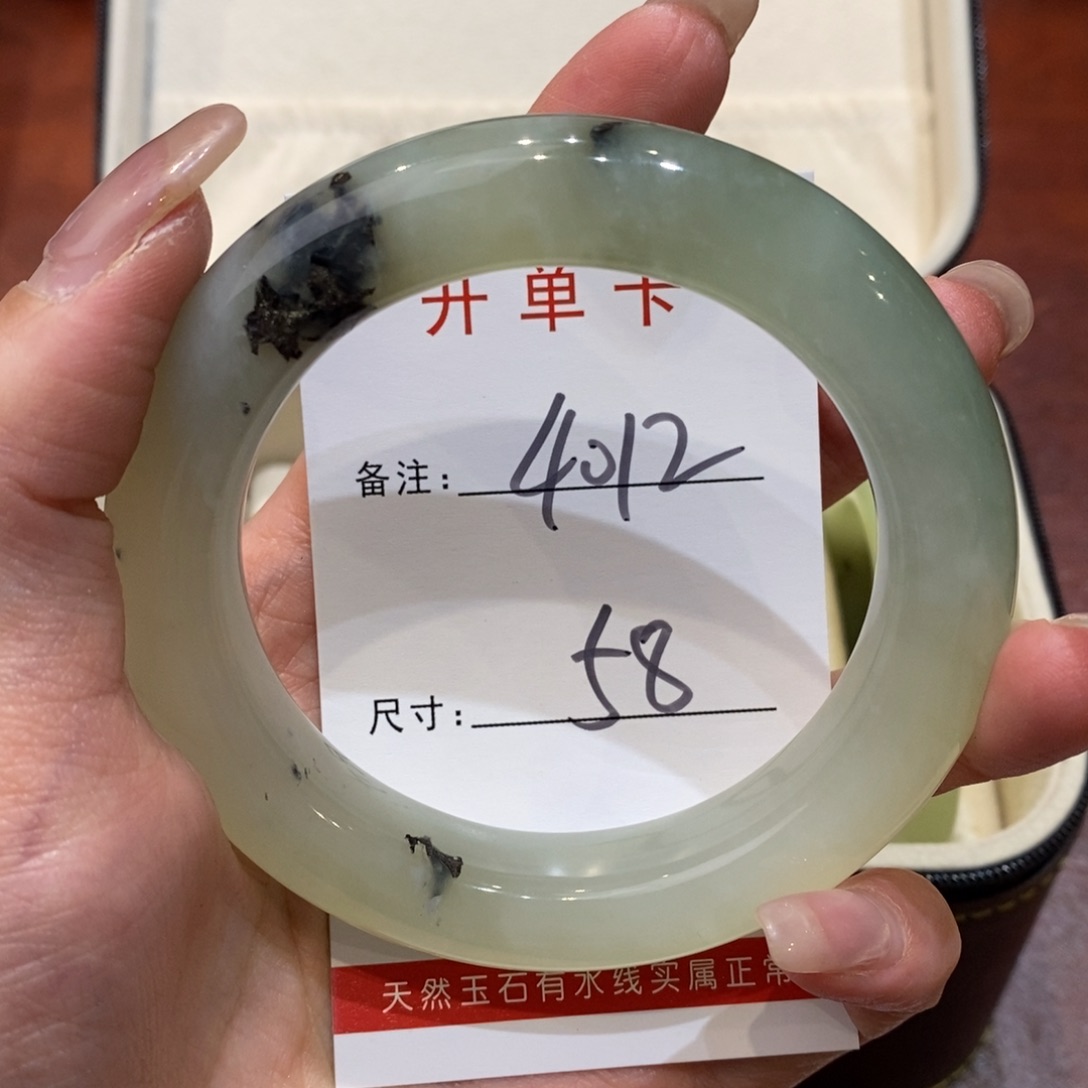 开单卡
备注: 4012
尺寸: 58
天然玉石有水线实属正常